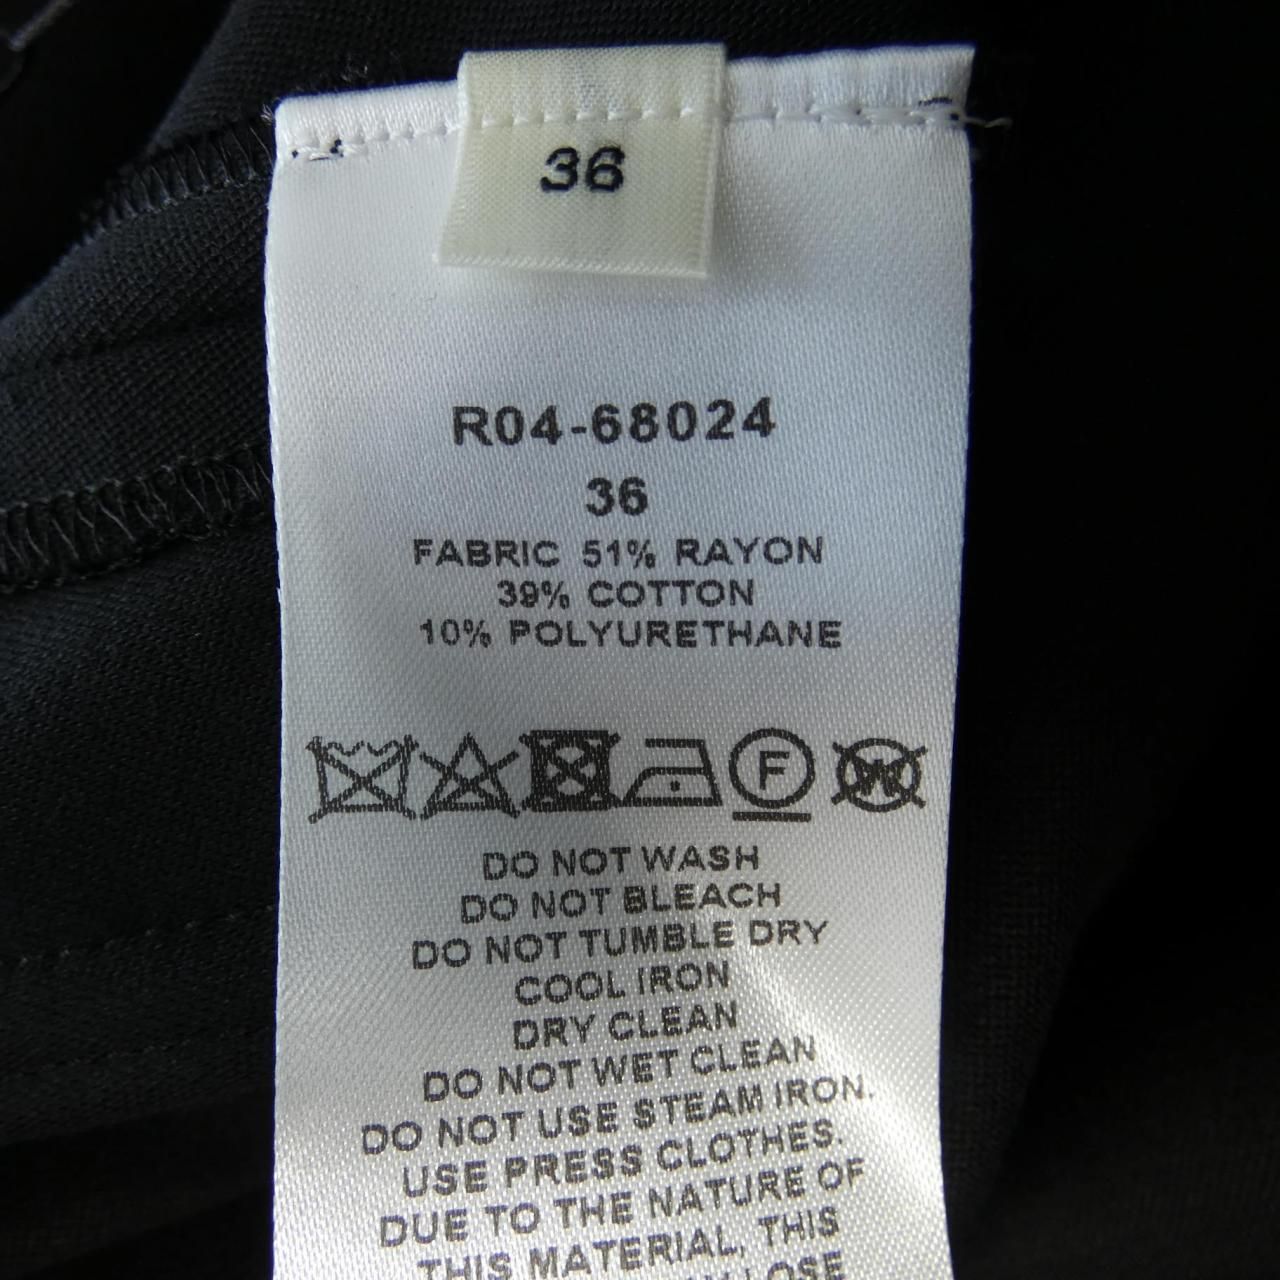 36
R04-68024
36
FABRIC 51% RAYON
39% COTTON
10% POLYURETHANE
F W
DO NOT WASH
DO NOT BLEACH
DO NOT TUMBLE DRY
COOL IRON
DRY CLEAN
DO NOT WET CLEAN
DO NOT USE STEAM IRON.
USE PRESS CLOTHES.
DUE TO THE NATURE OF
THIS MATERIAL, THIS
LOSE